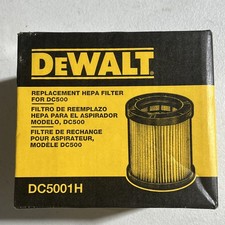 DEWALT
REPLACEMENT HEPA FILTER
FOR DC500
FILTRO DE REEMPLAZO
HEPA PARA EL ASPIRADOR
MODELO, DC500
FILTRE DE RECHANGE
POUR ASPIRATEUR,
MODÈLE DC500
DC5001H